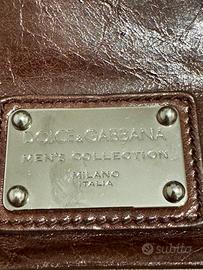 DOLCE & GABBANA
MEN'S COLLECTION
MILANO
ITALIA
subito